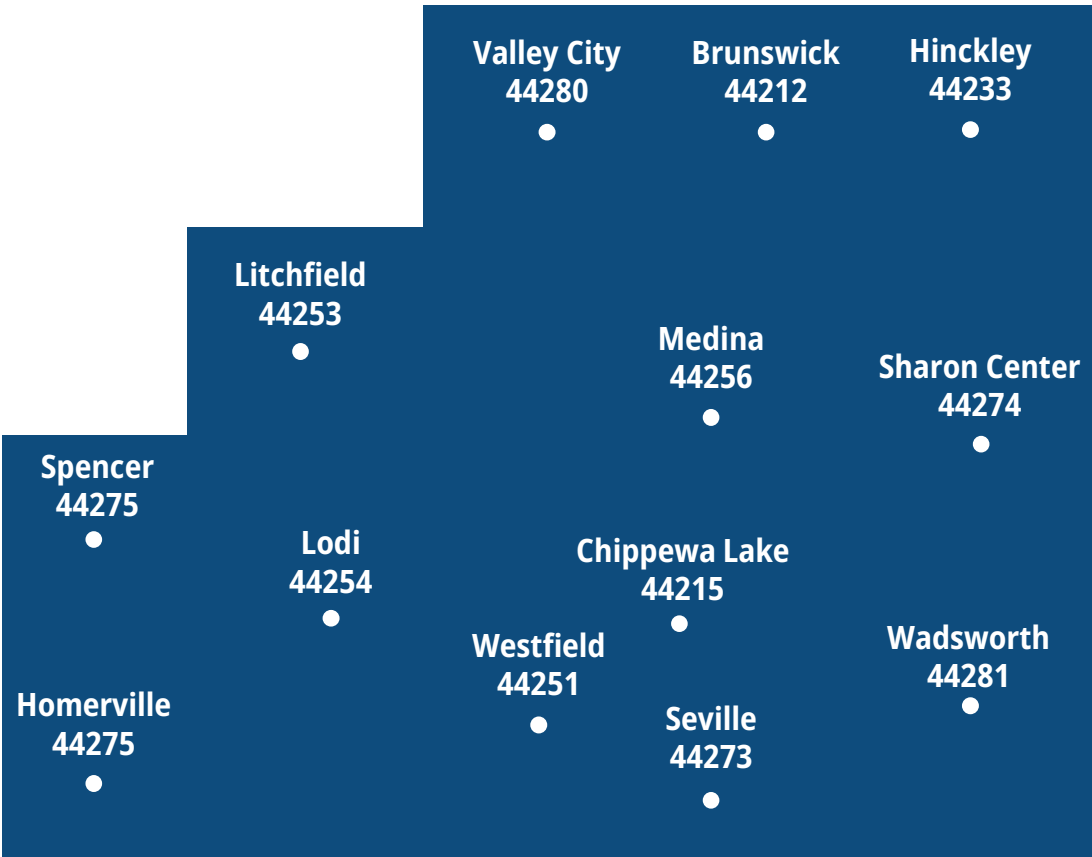 Valley City
44280
Brunswick
44212
Hinckley
44233
Litchfield
44253
Medina
44256
Sharon Center
44274
Spencer
44275
Lodi
44254
Chippewa Lake
44215
Westfield
44251
Wadsworth
44281
Homerville
44275
Seville
44273